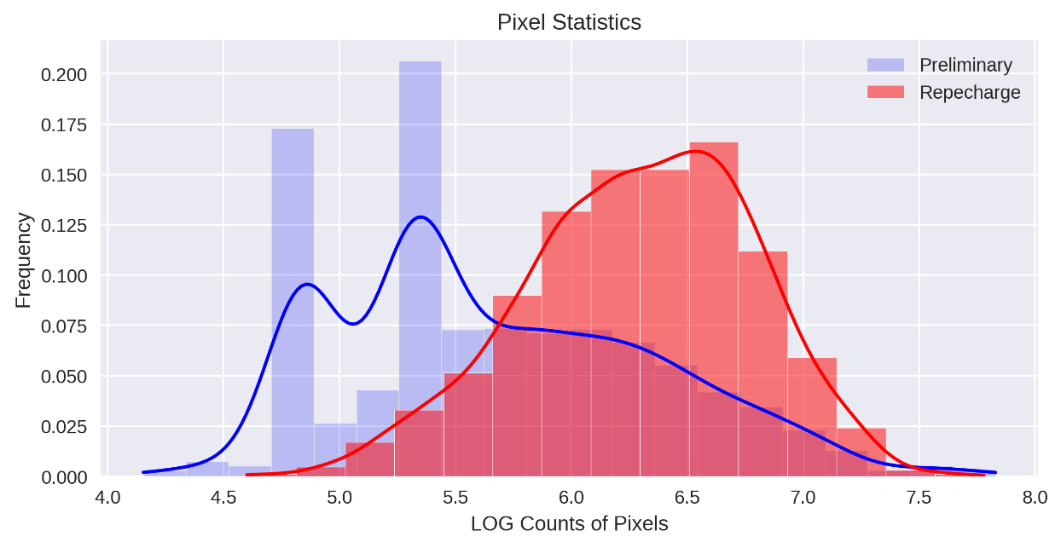 Pixel Statistics
Preliminary
Repecharge
Frequency
0.200
0.175
0.150
0.125
0.100
0.075
0.050
0.025
0.000
4.0 4.5 5.0 5.5 6.0 6.5 7.0 7.5 8.0
LOG Counts of Pixels